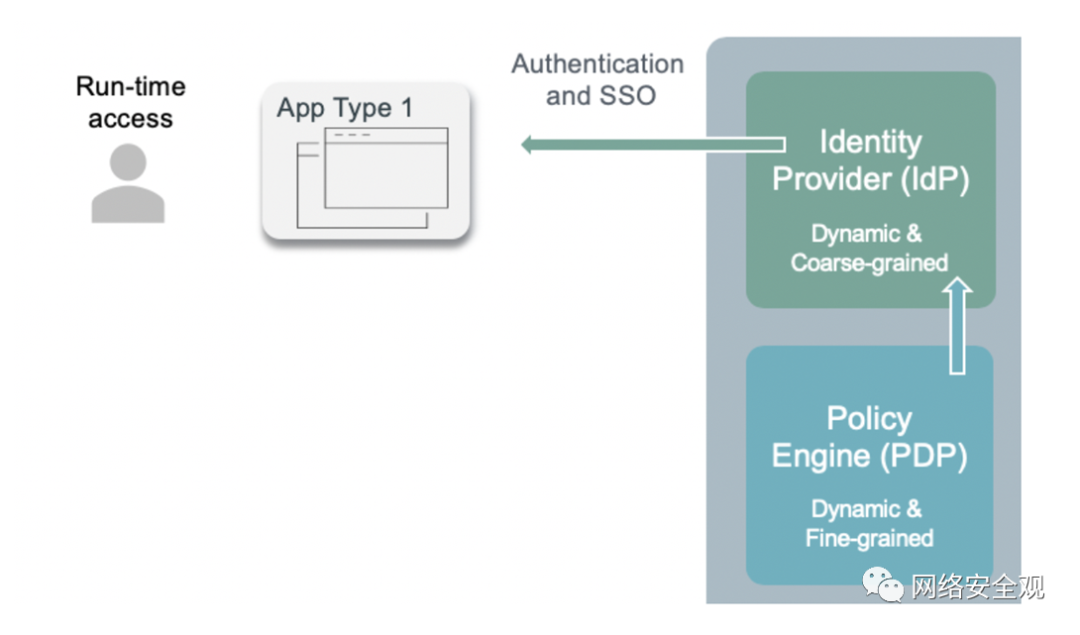 Run-time
access
App Type 1
Authentication
and SSO
Identity
Provider (IdP)
Dynamic &
Coarse-grained
Policy
Engine (PDP)
Dynamic &
Fine-grained
网络安全观